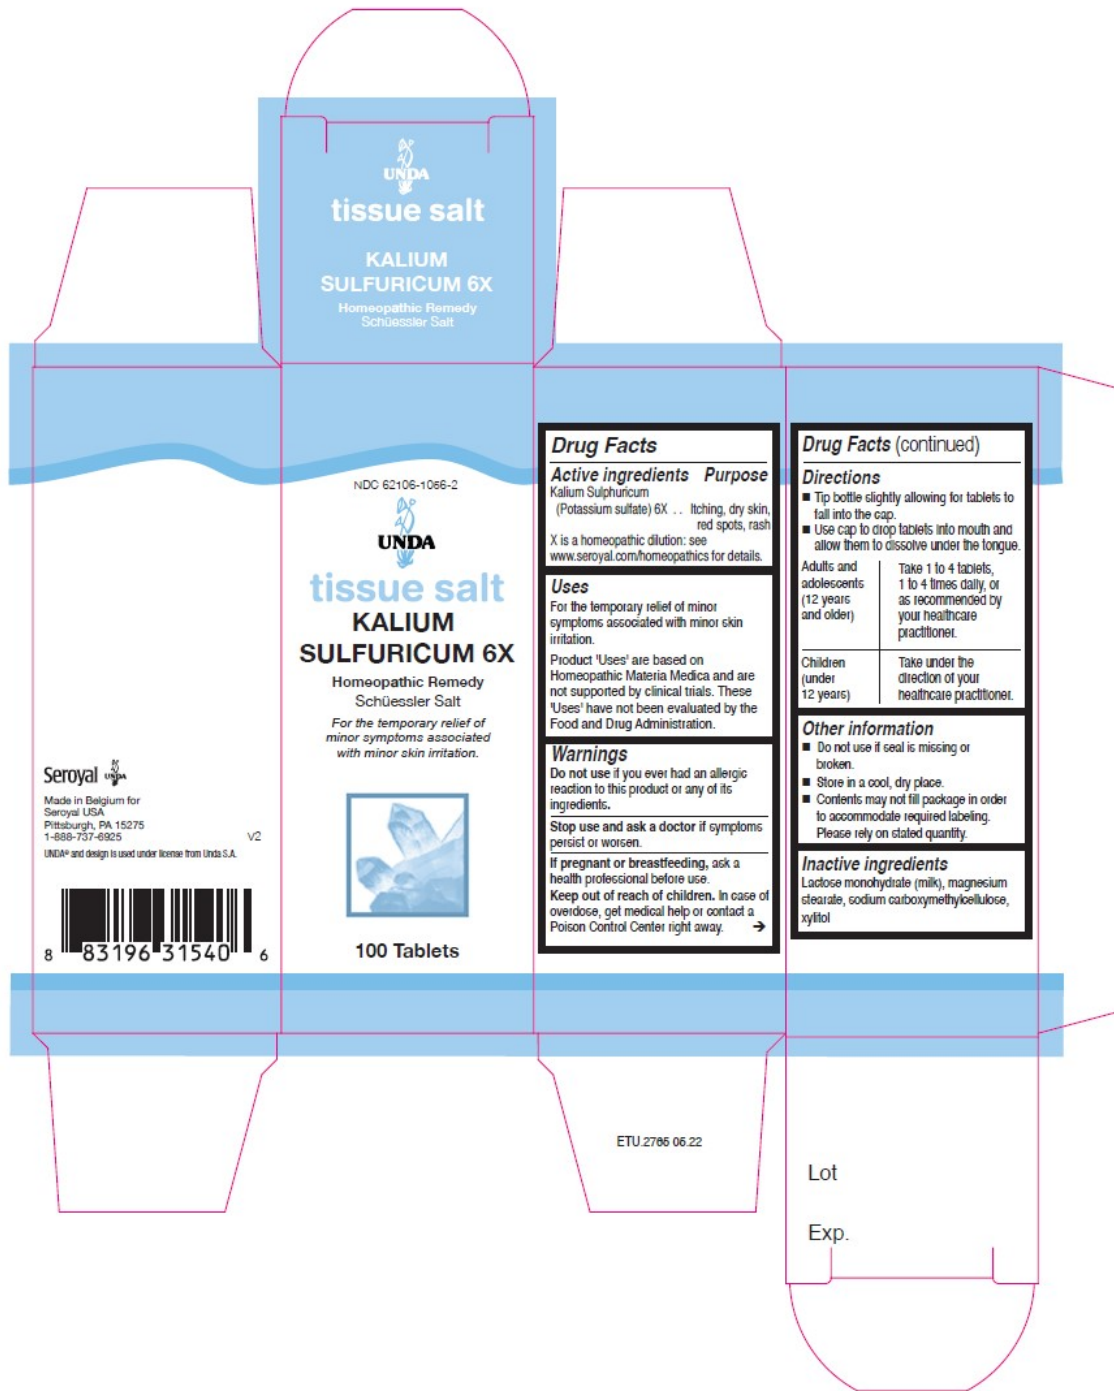 UNDA
tissue salt
KALIUM
SULFURICUM 6X
Homeopathic Remedy
Schüessler Salt
Seroyal UNDA
Made in Belgium for
Seroyal USA
Pittsburgh, PA 15275
1-888-737-6925
V2
UNDA® and design is used under license from Unda S.A.
8 83196 31540 6
NDC 62106-1066-2
UNDA
tissue salt
KALIUM
SULFURICUM 6X
Homeopathic Remedy
Schüessler Salt
For the temporary relief of
minor symptoms associated
with minor skin irritation.
100 Tablets
Drug Facts
Active ingredients Purpose
Kalium Sulphuricum
(Potassium sulfate) 6X . . Itching, dry skin,
red spots, rash
X is a homeopathic dilution: see
www.seroyal.com/homeopathics for details.
Uses
For the temporary relief of minor
symptoms associated with minor skin
irritation.
Product 'Uses' are based on
Homeopathic Materia Medica and are
not supported by clinical trials. These
'Uses' have not been evaluated by the
Food and Drug Administration.
Warnings
Do not use if you ever had an allergic
reaction to this product or any of its
ingredients.
Stop use and ask a doctor if symptoms
persist or worsen.
If pregnant or breastfeeding, ask a
health professional before use.
Keep out of reach of children. In case of
overdose, get medical help or contact a
Poison Control Center right away. →
Drug Facts (continued)
Directions
■ Tip bottle slightly allowing for tablets to
fall into the cap.
■ Use cap to drop tablets into mouth and
allow them to dissolve under the tongue.
Adults and
adolescents
(12 years
and older)
Take 1 to 4 tablets,
1 to 4 times daily, or
as recommended by
your healthcare
practitioner.
Children
(under
12 years)
Take under the
direction of your
healthcare practitioner.
Other information
■ Do not use if seal is missing or
broken.
■ Store in a cool, dry place.
■ Contents may not fill package in order
to accommodate required labeling.
Please rely on stated quantity.
Inactive ingredients
Lactose monohydrate (milk), magnesium
stearate, sodium carboxymethylcellulose,
xylitol
ETU.2765 06.22
Lot
Exp.